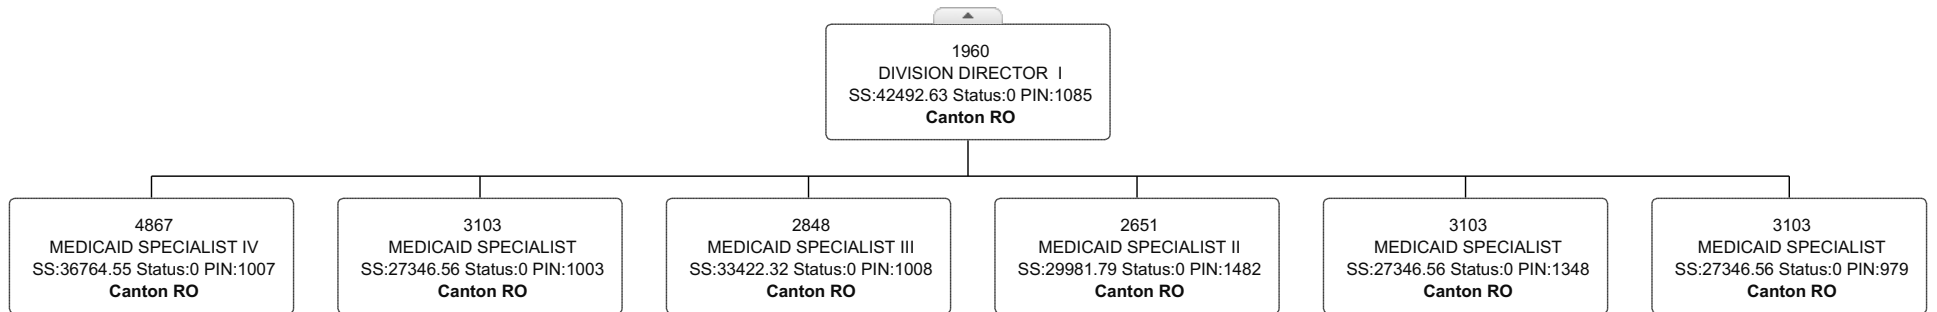 1960
DIVISION DIRECTOR I
SS:42492.63 Status:0 PIN:1085
Canton RO
4867
MEDICAID SPECIALIST IV
SS:36764.55 Status:0 PIN:1007
Canton RO
3103
MEDICAID SPECIALIST
SS:27346.56 Status:0 PIN:1003
Canton RO
2848
MEDICAID SPECIALIST III
SS:33422.32 Status:0 PIN:1008
Canton RO
2651
MEDICAID SPECIALIST II
SS:29981.79 Status:0 PIN:1482
Canton RO
3103
MEDICAID SPECIALIST
SS:27346.56 Status:0 PIN:1348
Canton RO
3103
MEDICAID SPECIALIST
SS:27346.56 Status:0 PIN:979
Canton RO